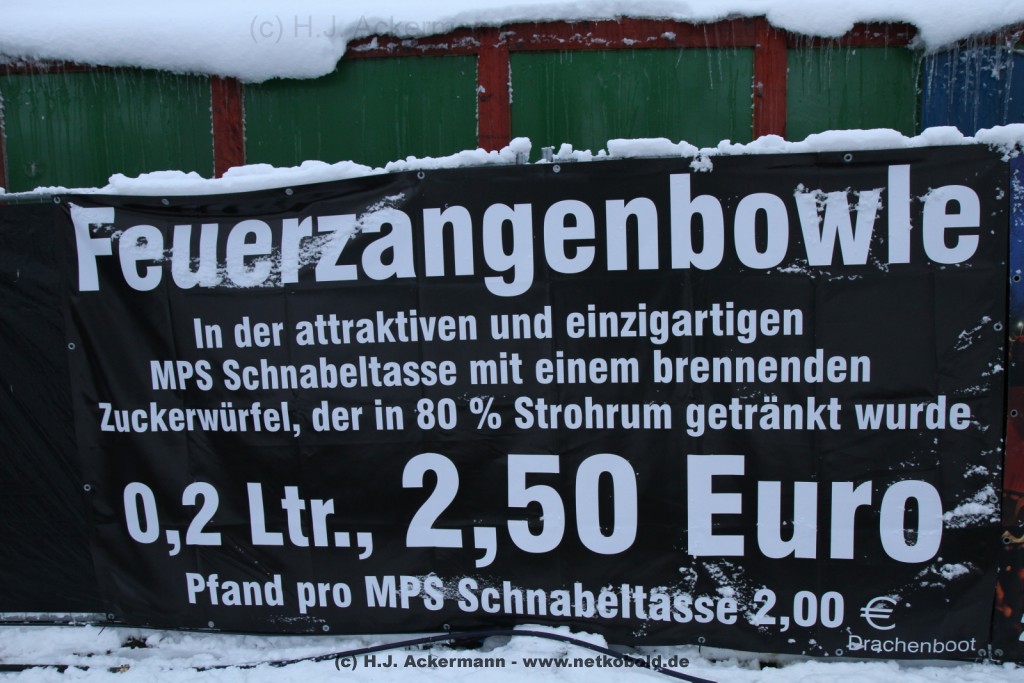 (c) H.J. Ackermann
Feuerzangenbowle
In der attraktiven und einzigartigen
MPS Schnabeltasse mit einem brennenden
Zuckerwürfel, der in 80 % Strohrum getränkt wurde
0,2 Ltr., 2,50 Euro
Pfand pro MPS Schnabeltasse 2,00 €
Drachenboot
(c) H.J. Ackermann - www.netkobold.de